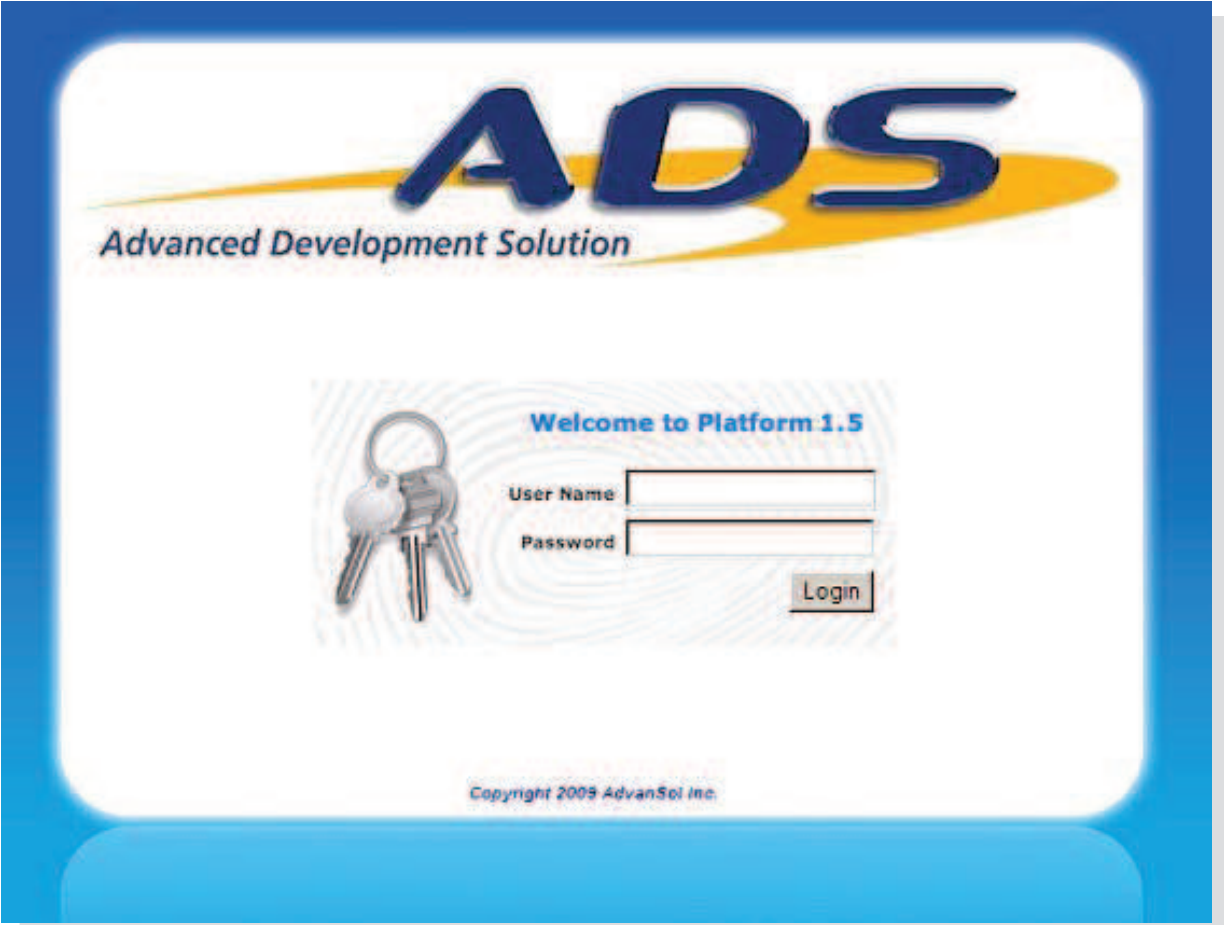 ADS
Advanced Development Solution
Welcome to Platform 1.5
User Name
Password
Login
Copyright 2009 AdvanSol Inc.